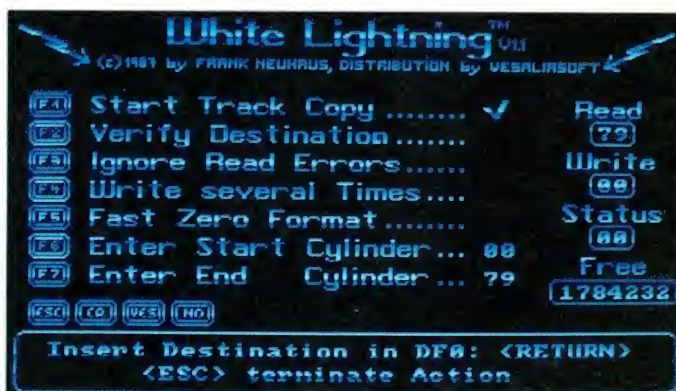 White Lightning™ V1.1
(c)1987 by FRANK NEUHAUS, DISTRIBUTION by VESALIASOFT
F1 Start Track Copy ........ ✓
F2 Verify Destination.......
F3 Ignore Read Errors......
F4 Write several Times....
F5 Fast Zero Format........
F6 Enter Start Cylinder... 00
F7 Enter End Cylinder... 79
Read
79
Write
00
Status
00
Free
1784232
ESC CR YES NO
Insert Destination in DF0: <RETURN>
<ESC> terminate Action